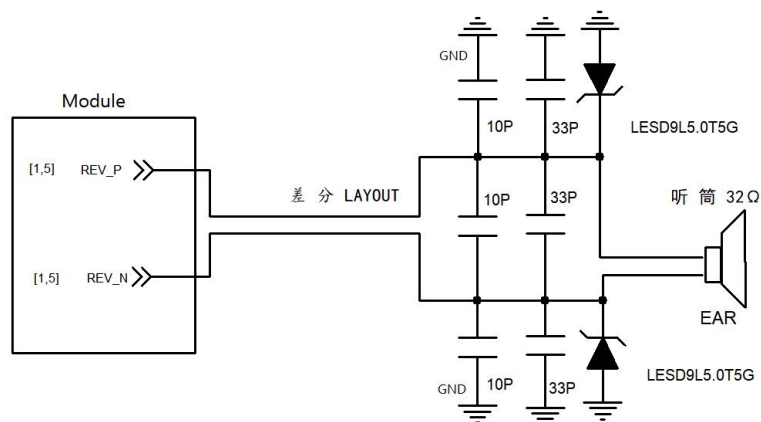 GND
Module
10P
33P
LESD9L5.0T5G
[1,5] REV_P
差分 LAYOUT
10P
33P
听筒 32Ω
[1,5] REV_N
EAR
GND
10P
33P
LESD9L5.0T5G